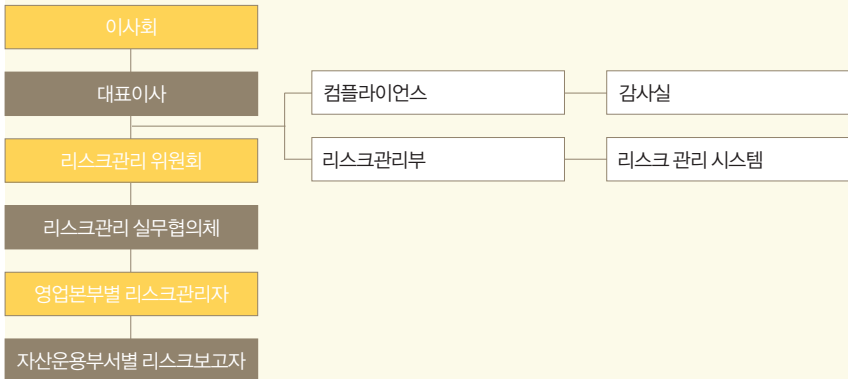 이사회
대표이사
컴플라이언스
감사실
리스크관리 위원회
리스크관리부
리스크 관리 시스템
리스크관리 실무협의체
영업본부별 리스크관리자
자산운용부서별 리스크보고자